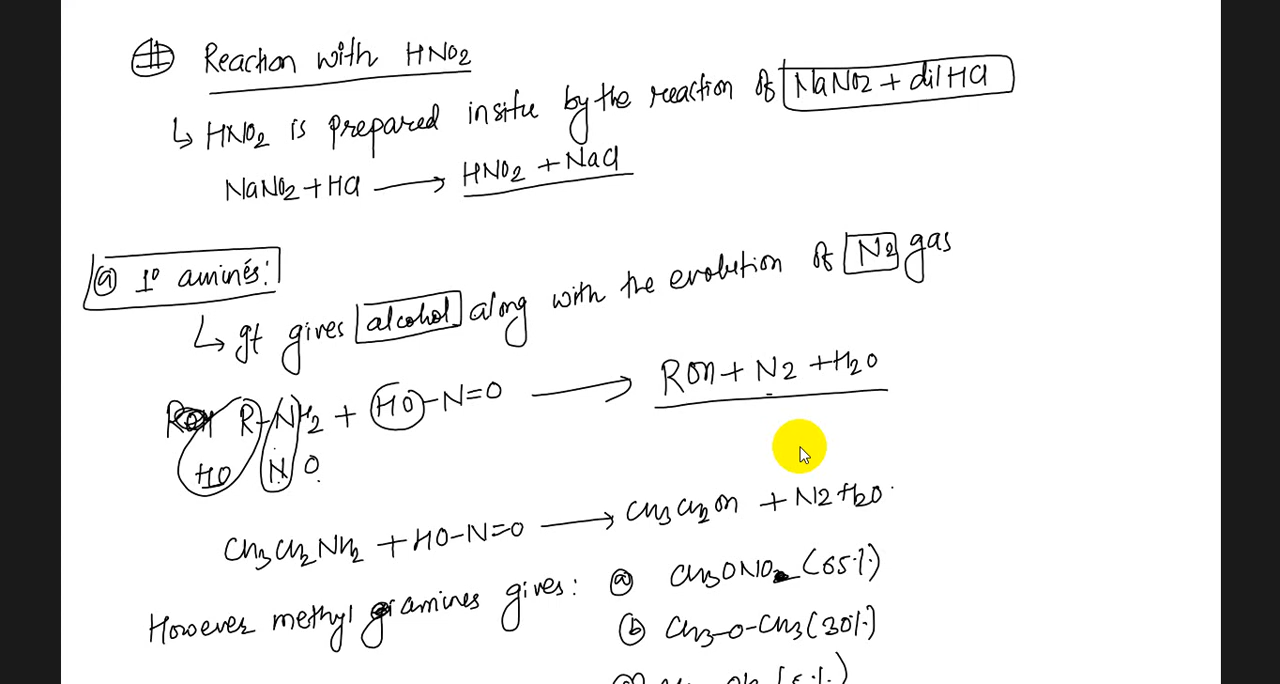 # Reaction with HNO2
↳ HNO2 is prepared insitu by the reaction of NaNO2 + dil HCl
NaNO2 + HCl ⟶ HNO2 + NaCl
(a) 1° amines:
↳ It gives alcohol along with the evolution of N2 gas
R-NH2 + HO-N=O ⟶ ROH + N2 + H2O
HO N O
CH3CH2NH2 + HO-N=O ⟶ CH3CH2OH + N2 + H2O
However methyl amines gives: (a) CH3ONO (65%)
(b) CH3-O-CH3 (30%)